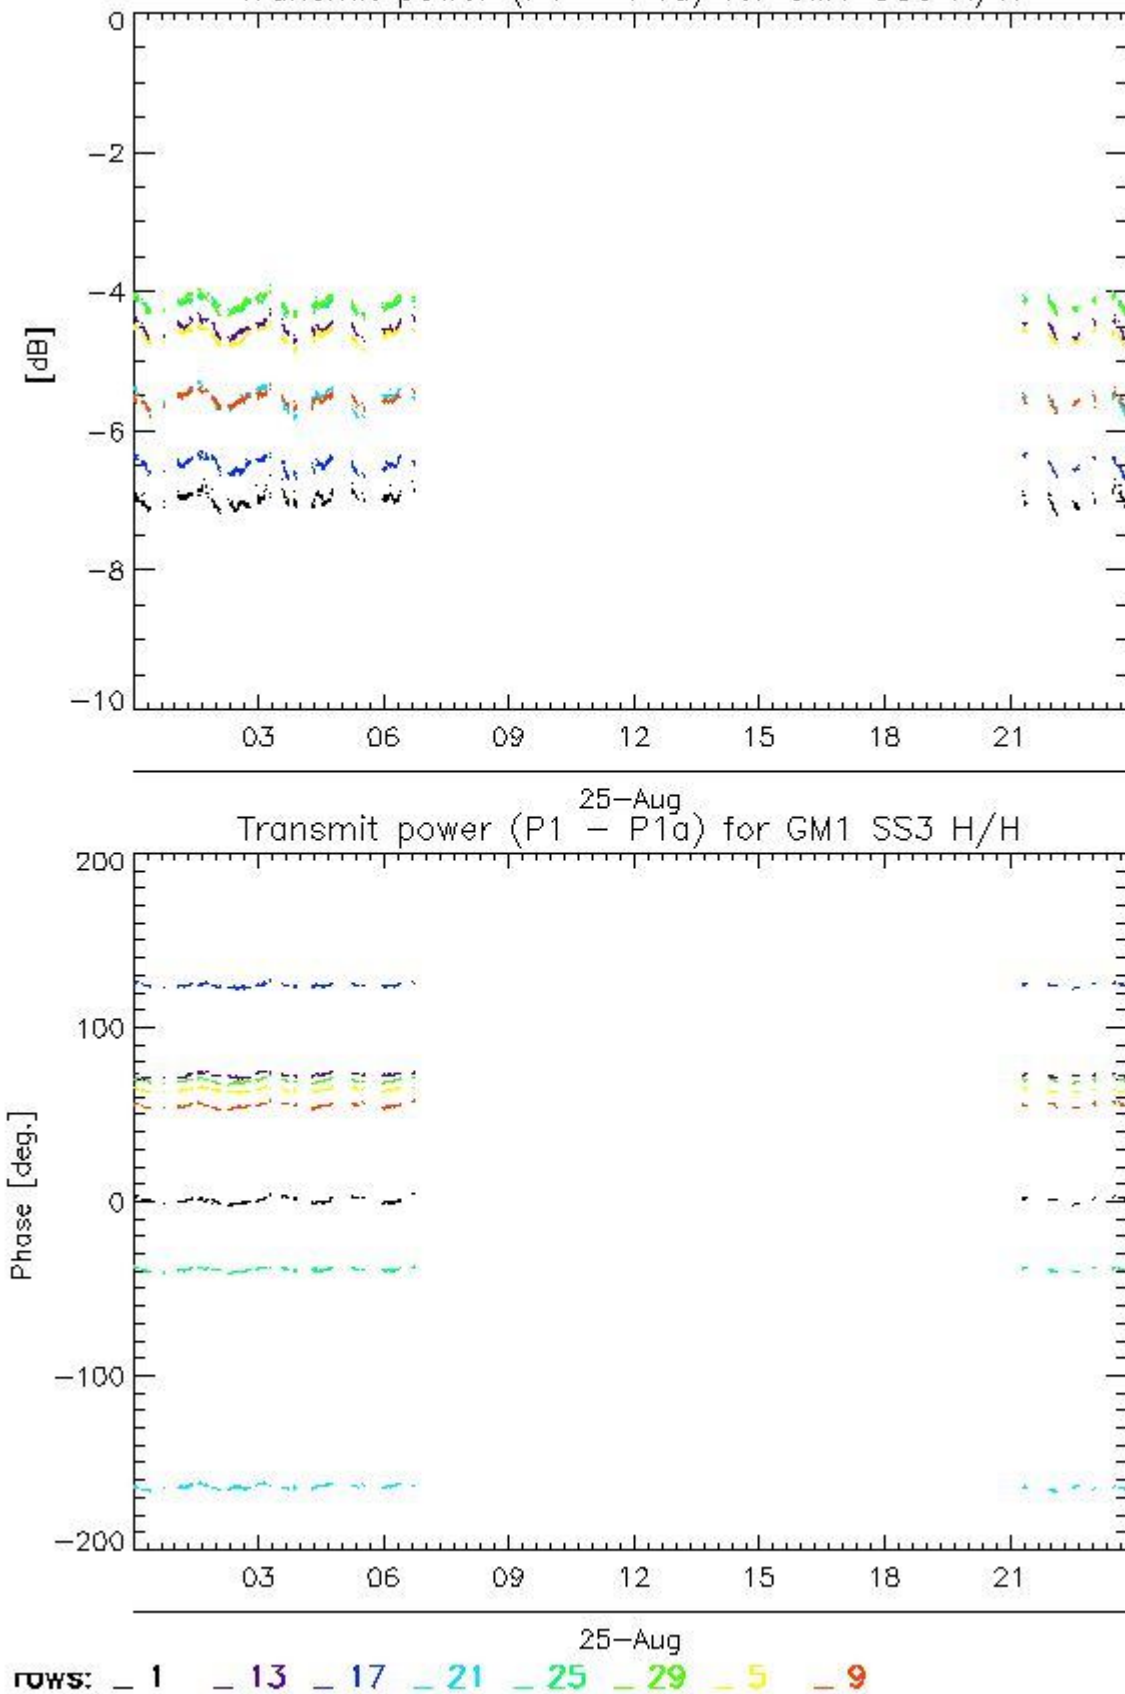 0
−2
−4
[dB]
−6
−8
−10
03 06 09 12 15 18 21
25−Aug
Transmit power (P1 − P1a) for GM1 SS3 H/H
200
100
Phase [deg.]
0
−100
−200
03 06 09 12 15 18 21
25−Aug
rows: _ 1 _ 13 _ 17 _ 21 _ 25 _ 29 _ 5 _ 9